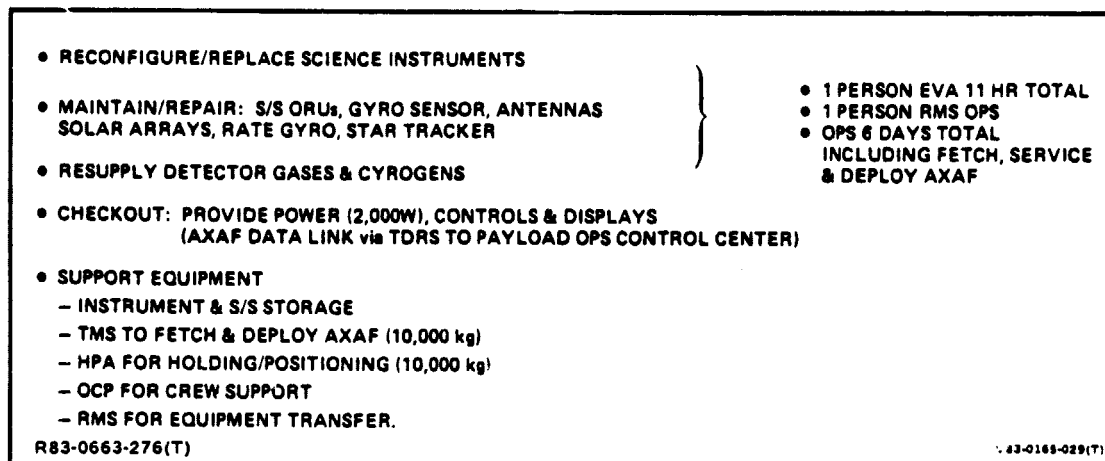 • RECONFIGURE/REPLACE SCIENCE INSTRUMENTS
• MAINTAIN/REPAIR: S/S ORUs, GYRO SENSOR, ANTENNAS
SOLAR ARRAYS, RATE GYRO, STAR TRACKER
• RESUPPLY DETECTOR GASES & CYROGENS
• 1 PERSON EVA 11 HR TOTAL
• 1 PERSON RMS OPS
• OPS 6 DAYS TOTAL
INCLUDING FETCH, SERVICE
& DEPLOY AXAF
• CHECKOUT: PROVIDE POWER (2,000W), CONTROLS & DISPLAYS
(AXAF DATA LINK via TDRS TO PAYLOAD OPS CONTROL CENTER)
• SUPPORT EQUIPMENT
– INSTRUMENT & S/S STORAGE
– TMS TO FETCH & DEPLOY AXAF (10,000 kg)
– HPA FOR HOLDING/POSITIONING (10,000 kg)
– OCP FOR CREW SUPPORT
– RMS FOR EQUIPMENT TRANSFER.
R83-0663-276(T)